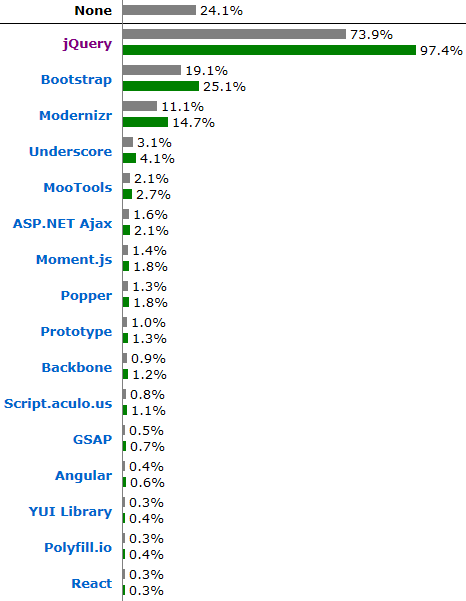 None 24.1%
jQuery 73.9%
97.4%
Bootstrap 19.1%
25.1%
Modernizr 11.1%
14.7%
Underscore 3.1%
4.1%
MooTools 2.1%
2.7%
ASP.NET Ajax 1.6%
2.1%
Moment.js 1.4%
1.8%
Popper 1.3%
1.8%
Prototype 1.0%
1.3%
Backbone 0.9%
1.2%
Script.aculo.us 0.8%
1.1%
GSAP 0.5%
0.7%
Angular 0.4%
0.6%
YUI Library 0.3%
0.4%
Polyfill.io 0.3%
0.4%
React 0.3%
0.3%